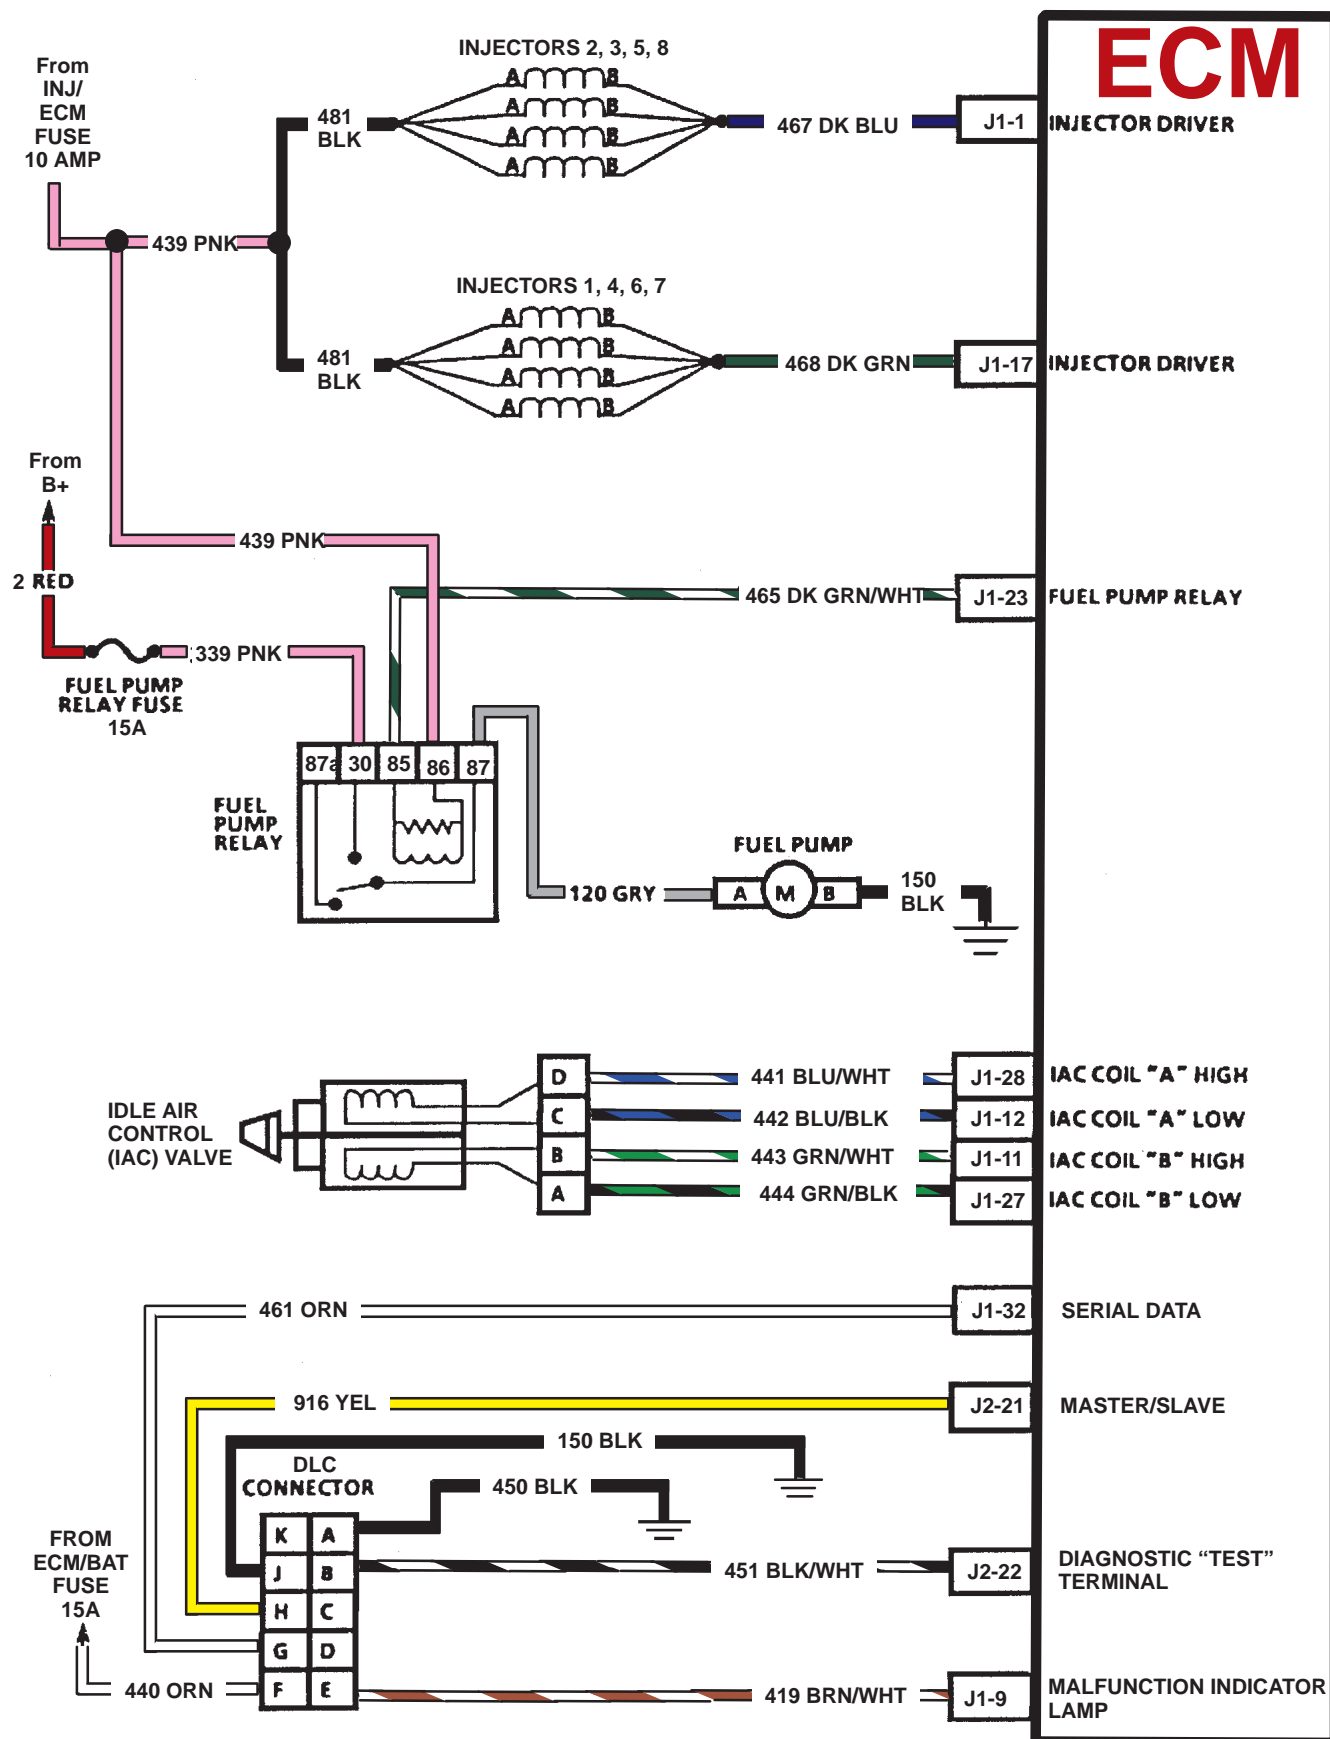 ECM
INJECTORS 2, 3, 5, 8
From
INJ/
ECM
FUSE
10 AMP
A B
A B
A B
A B
481
BLK
467 DK BLU
J1-1
INJECTOR DRIVER
439 PNK
INJECTORS 1, 4, 6, 7
A B
A B
A B
A B
481
BLK
468 DK GRN
J1-17
INJECTOR DRIVER
From
B+
439 PNK
2 RED
465 DK GRN/WHT
J1-23
FUEL PUMP RELAY
339 PNK
FUEL PUMP
RELAY FUSE
15A
87a 30 85 86 87
FUEL
PUMP
RELAY
FUEL PUMP
120 GRY
A M B
150
BLK
IDLE AIR
CONTROL
(IAC) VALVE
D
441 BLU/WHT
J1-28
IAC COIL "A" HIGH
C
442 BLU/BLK
J1-12
IAC COIL "A" LOW
B
443 GRN/WHT
J1-11
IAC COIL "B" HIGH
A
444 GRN/BLK
J1-27
IAC COIL "B" LOW
461 ORN
J1-32
SERIAL DATA
916 YEL
J2-21
MASTER/SLAVE
150 BLK
DLC
CONNECTOR
450 BLK
K A
J B
H C
G D
F E
FROM
ECM/BAT
FUSE
15A
451 BLK/WHT
J2-22
DIAGNOSTIC “TEST”
TERMINAL
440 ORN
419 BRN/WHT
J1-9
MALFUNCTION INDICATOR
LAMP